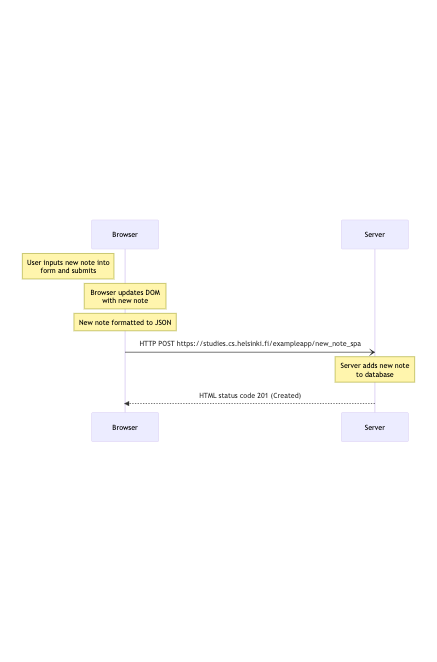 Browser
Server
User inputs new note into
form and submits
Browser updates DOM
with new note
New note formatted to JSON
HTTP POST https://studies.cs.helsinki.fi/exampleapp/new_note_spa
Server adds new note
to database
HTML status code 201 (Created)
Browser
Server